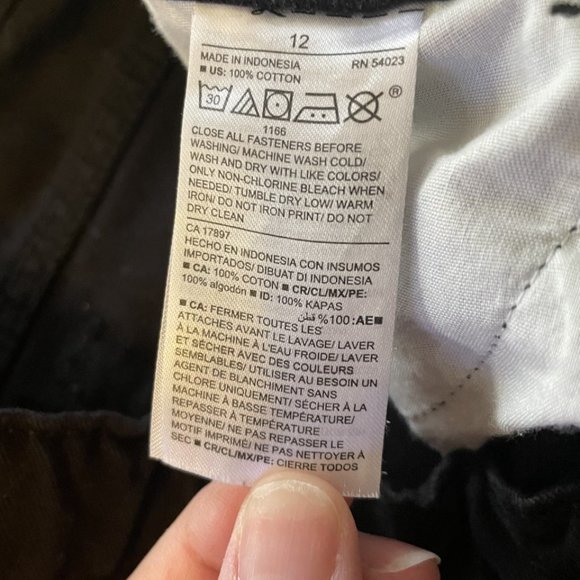 12
MADE IN INDONESIA RN 54023
■ US: 100% COTTON
30
®
1166
CLOSE ALL FASTENERS BEFORE
WASHING/ MACHINE WASH COLD/
WASH AND DRY WITH LIKE COLORS/
ONLY NON-CHLORINE BLEACH WHEN
NEEDED/ TUMBLE DRY LOW/ WARM
IRON/ DO NOT IRON PRINT/ DO NOT
DRY CLEAN
CA 17897
HECHO EN INDONESIA CON INSUMOS
IMPORTADOS/ DIBUAT DI INDONESIA
■ CA: 100% COTON ■ CR/CL/MX/PE:
100% algodón ■ ID: 100% KAPAS
■AE: 100% قطن
■ CA: FERMER TOUTES LES
ATTACHES AVANT LE LAVAGE/ LAVER
À LA MACHINE À L'EAU FROIDE/ LAVER
ET SÉCHER AVEC DES COULEURS
SEMBLABLES/ UTILISER AU BESOIN UN
AGENT DE BLANCHIMENT SANS
CHLORE UNIQUEMENT/ SÉCHER À LA
MACHINE À BASSE TEMPÉRATURE/
REPASSER À TEMPÉRATURE
MOYENNE/ NE PAS REPASSER LE
MOTIF IMPRIMÉ/ NE PAS NETTOYER À
SEC ■ CR/CL/MX/PE: CIERRE TODOS